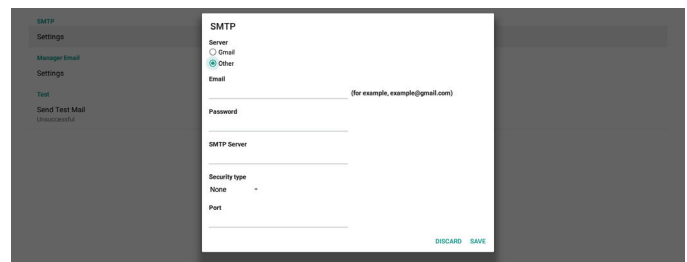 SMTP
Settings
Manager Email
Settings
Test
Send Test Mail
Unsuccessful
SMTP
Server
Gmail
Other
Email
(for example, example@gmail.com)
Password
SMTP Server
Security type
None
Port
DISCARD SAVE